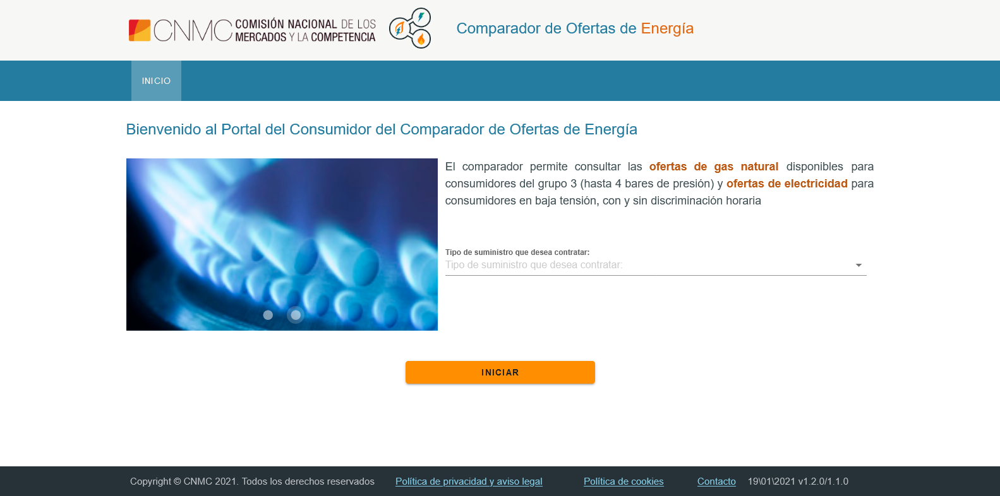 CNMC COMISIÓN NACIONAL DE LOS
MERCADOS Y LA COMPETENCIA
Comparador de Ofertas de Energía
INICIO
Bienvenido al Portal del Consumidor del Comparador de Ofertas de Energía
El comparador permite consultar las ofertas de gas natural disponibles para
consumidores del grupo 3 (hasta 4 bares de presión) y ofertas de electricidad para
consumidores en baja tensión, con y sin discriminación horaria
Tipo de suministro que desea contratar:
Tipo de suministro que desea contratar:
INICIAR
Copyright © CNMC 2021. Todos los derechos reservados Política de privacidad y aviso legal Política de cookies Contacto 19\01\2021 v1.2.0/1.1.0